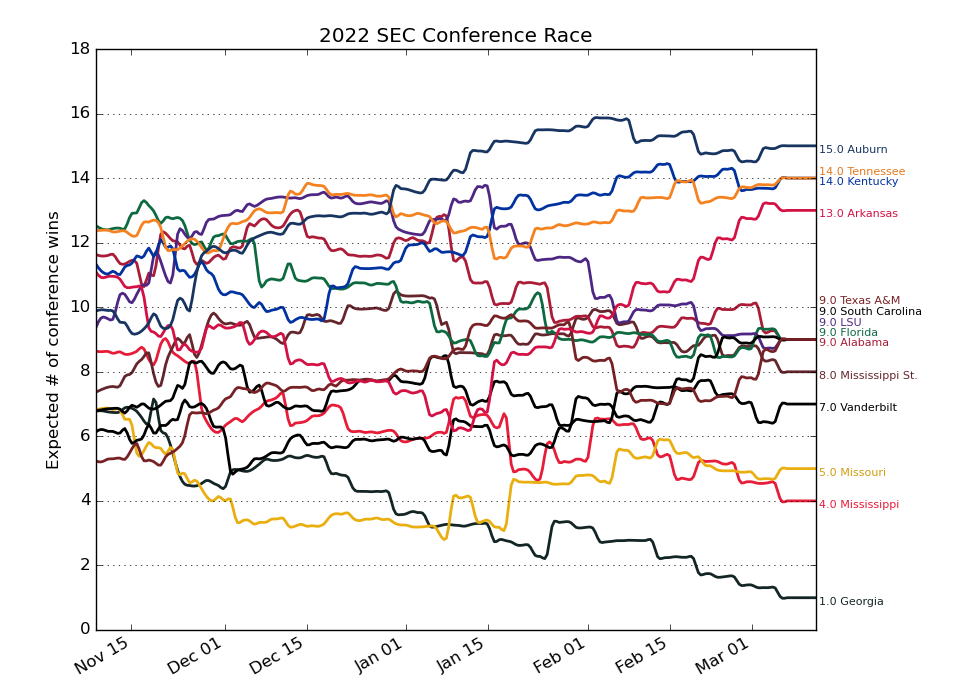 2022 SEC Conference Race
Expected # of conference wins
18
16
14
12
10
8
6
4
2
0
Nov 15
Dec 01
Dec 15
Jan 01
Jan 15
Feb 01
Feb 15
Mar 01
15.0 Auburn
14.0 Tennessee
14.0 Kentucky
13.0 Arkansas
9.0 Texas A&M
9.0 South Carolina
9.0 LSU
9.0 Florida
9.0 Alabama
8.0 Mississippi St.
7.0 Vanderbilt
5.0 Missouri
4.0 Mississippi
1.0 Georgia